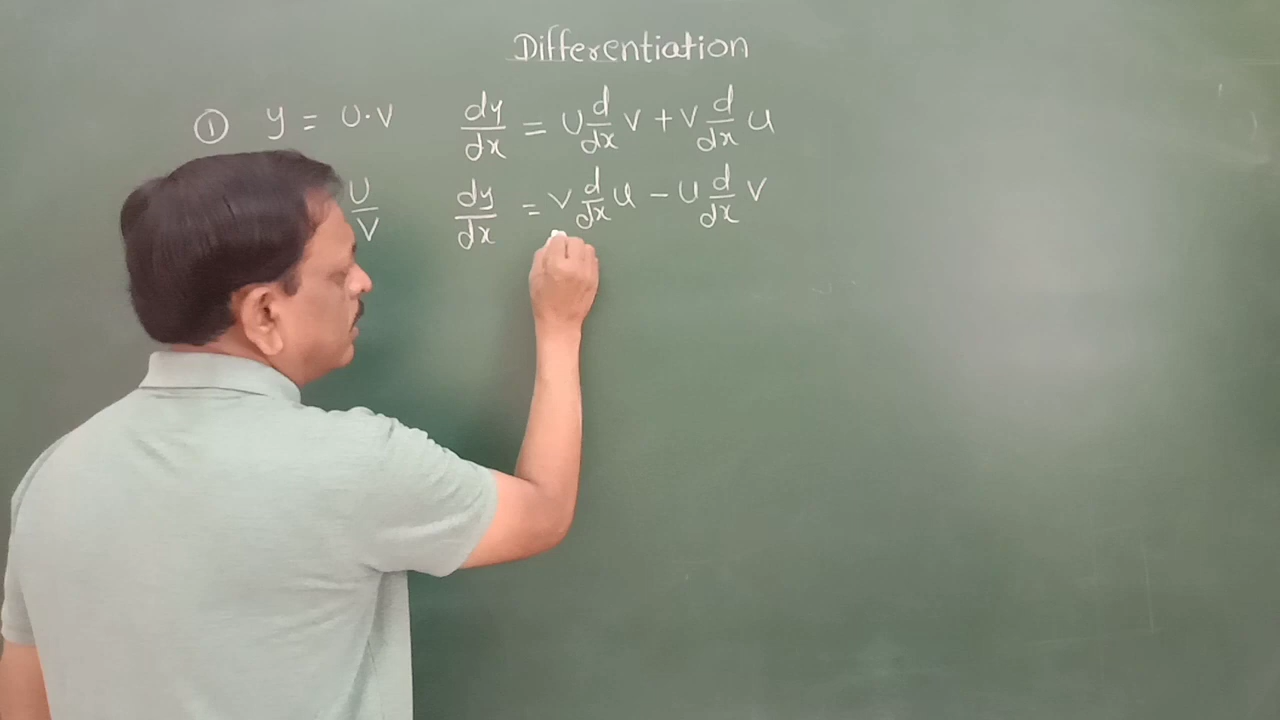 Differentiation
① y = U·V dy/dx = U d/dx V + V d/dx U
U/V dy/dx = V d/dx U - U d/dx V